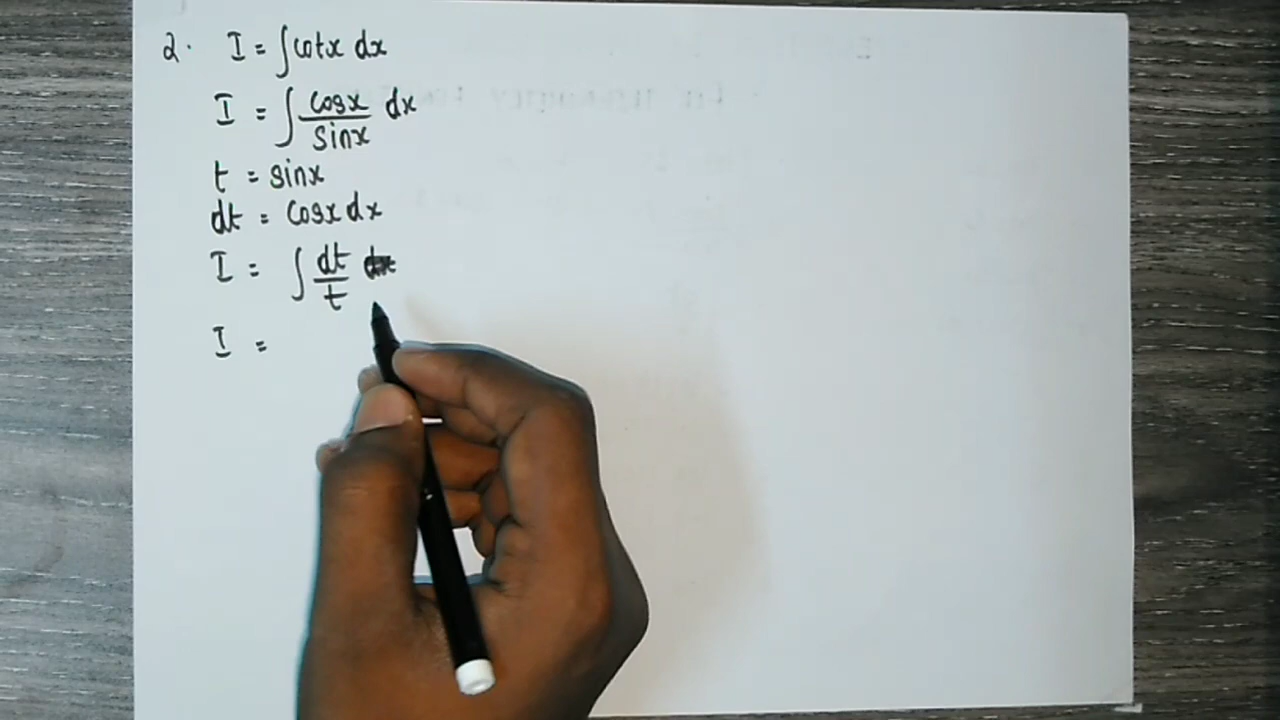 2. I = ∫cotx dx
I = ∫ cosx/sinx dx
t = sinx
dt = cosx dx
I = ∫ dt/t
I =